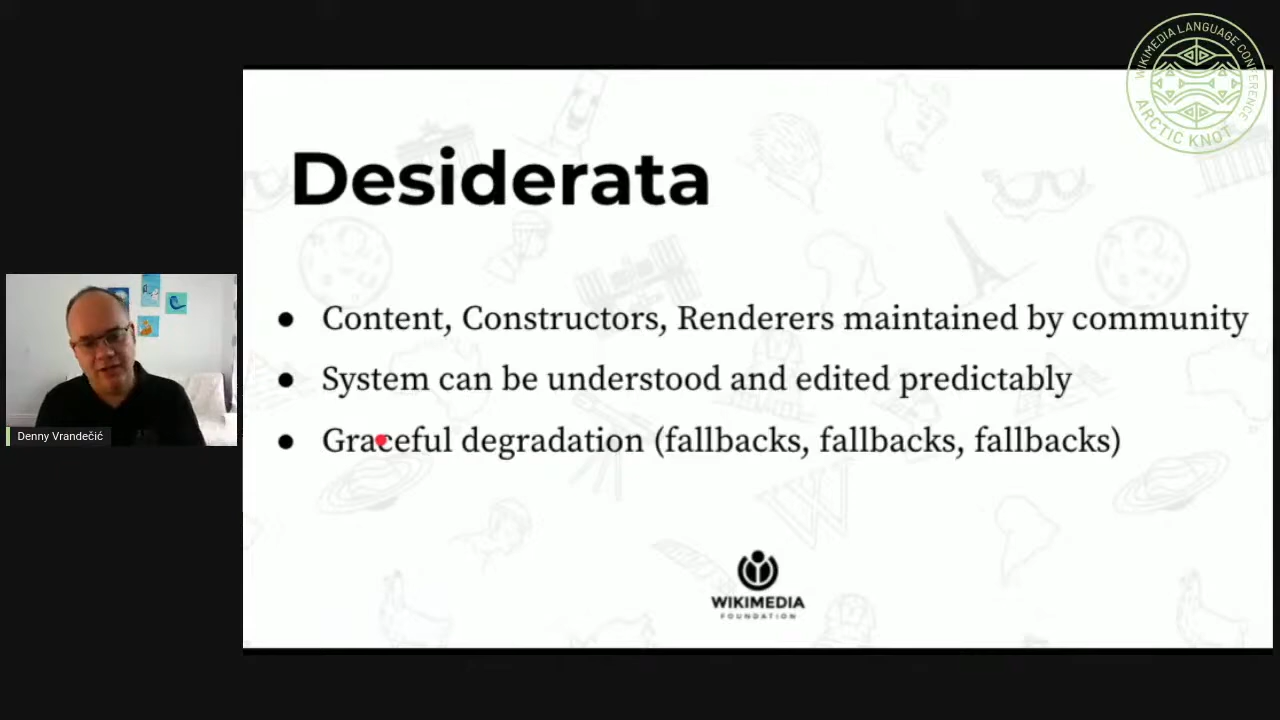 WIKIMEDIA LANGUAGE CONFERENCE
ARCTIC KNOT
Desiderata
● Content, Constructors, Renderers maintained by community
● System can be understood and edited predictably
● Graceful degradation (fallbacks, fallbacks, fallbacks)
Denny Vrandečić
WIKIMEDIA
FOUNDATION